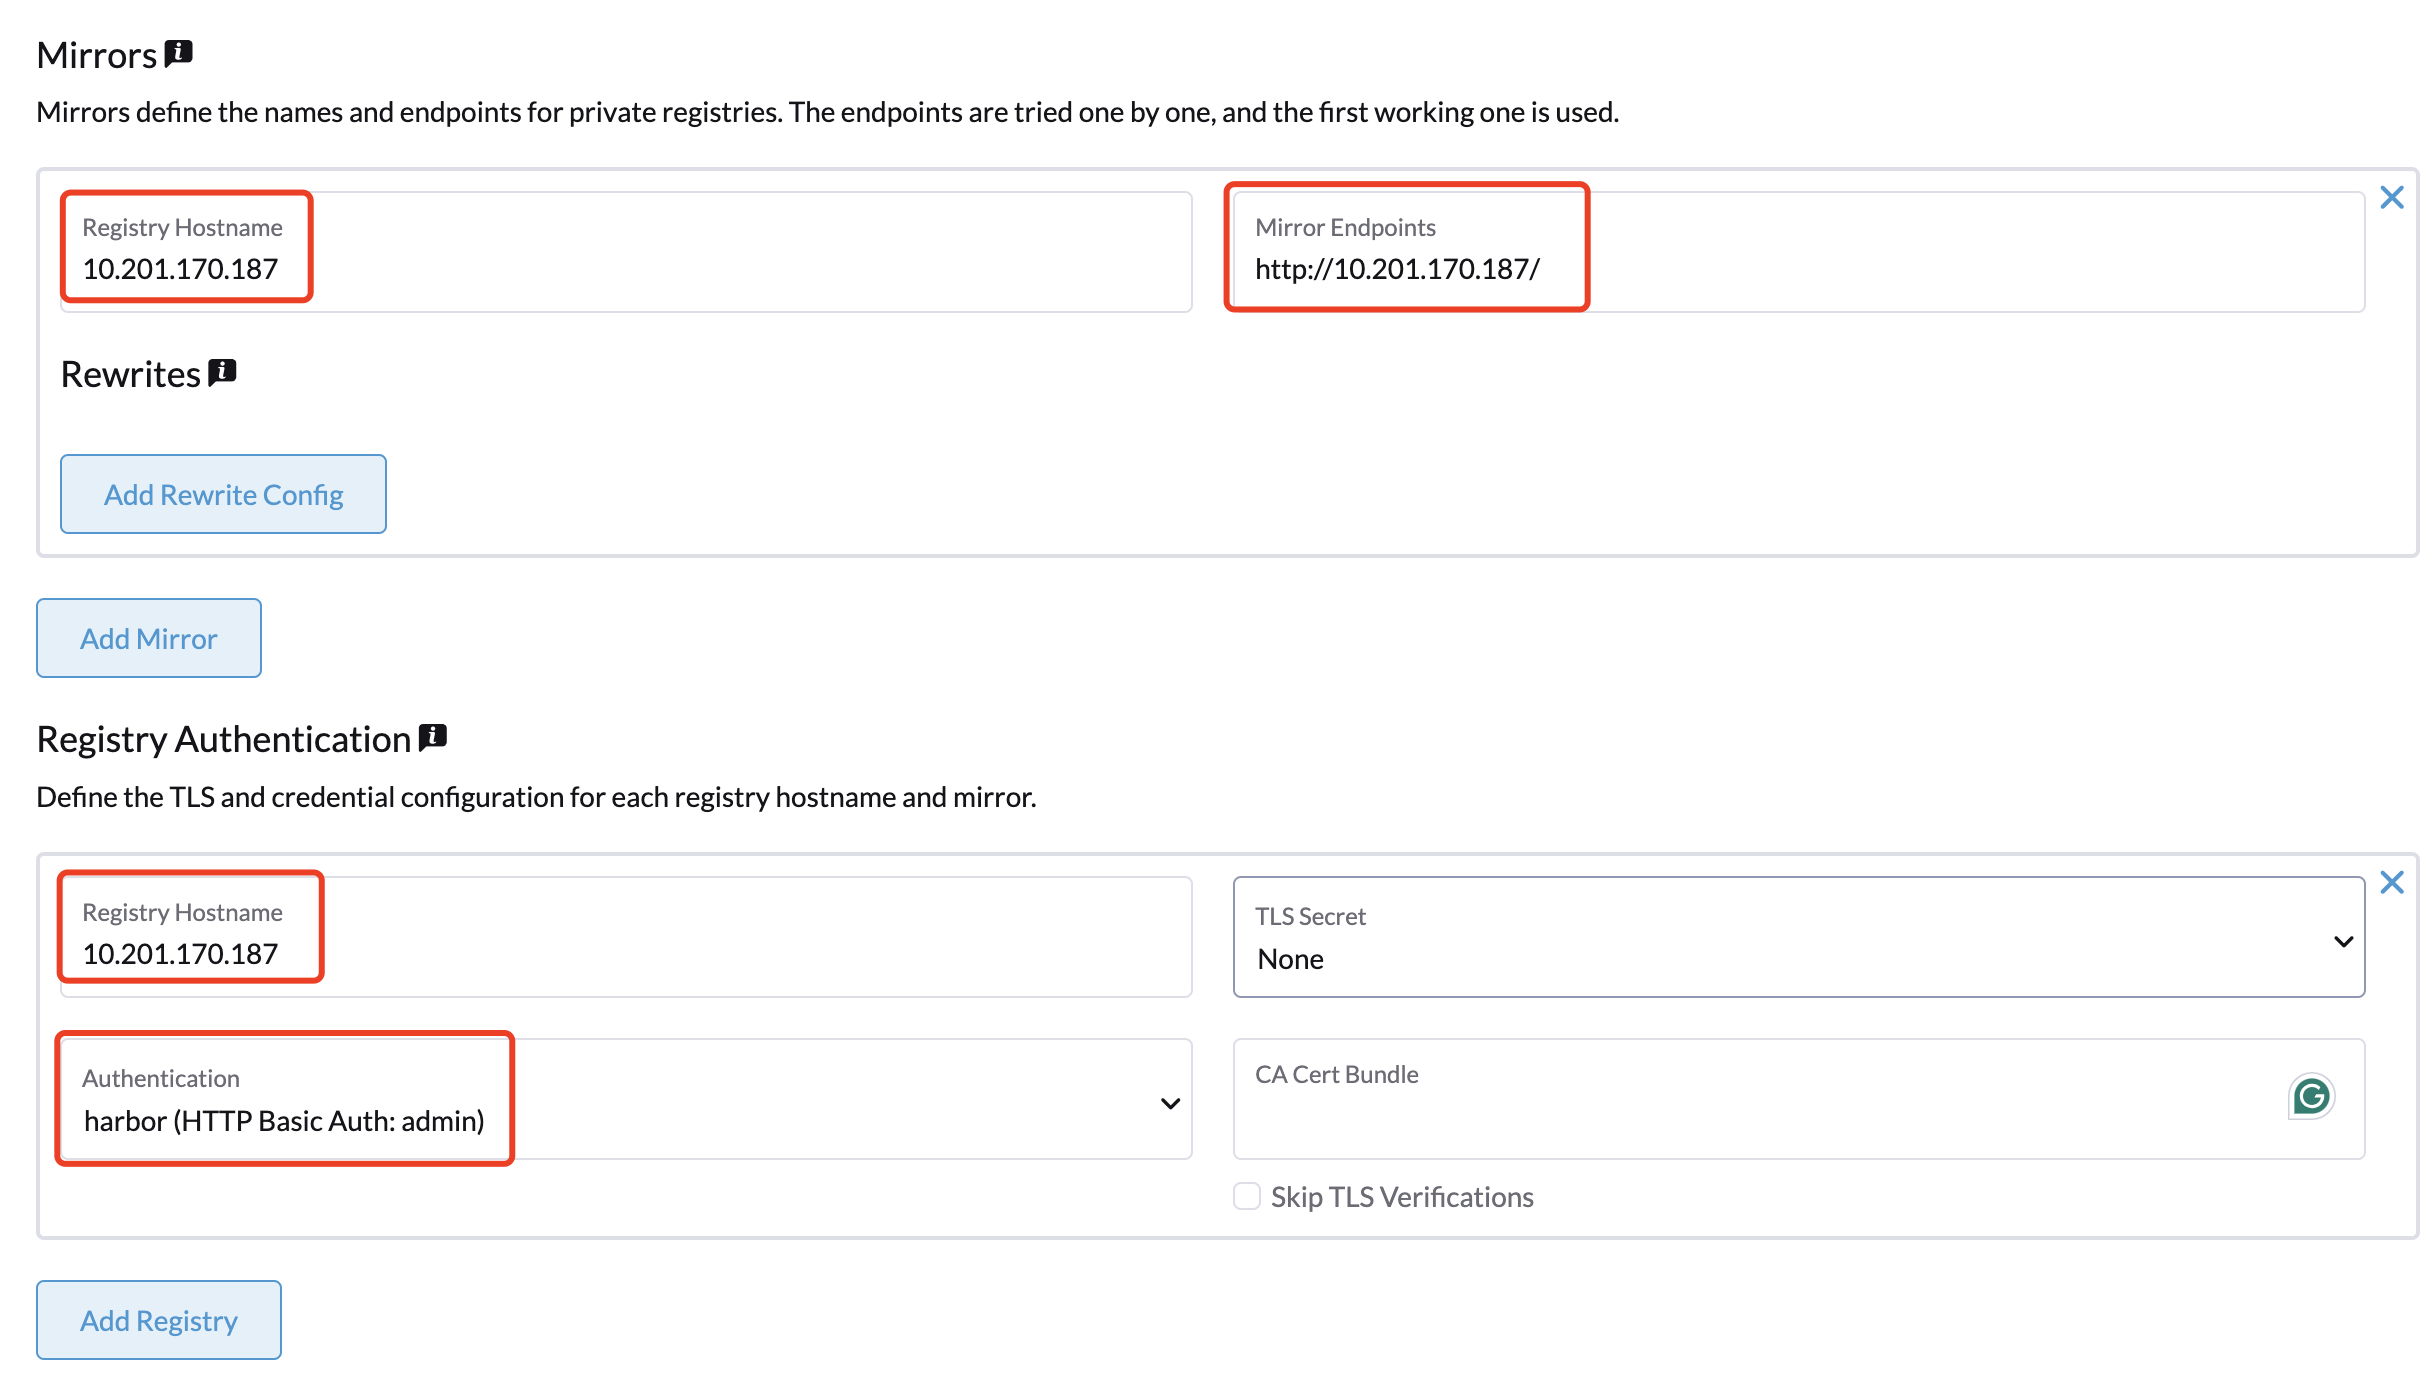 Mirrors
Mirrors define the names and endpoints for private registries. The endpoints are tried one by one, and the first working one is used.
Registry Hostname
10.201.170.187
Mirror Endpoints
http://10.201.170.187/
Rewrites
Add Rewrite Config
Add Mirror
Registry Authentication
Define the TLS and credential configuration for each registry hostname and mirror.
Registry Hostname
10.201.170.187
TLS Secret
None
Authentication
harbor (HTTP Basic Auth: admin)
CA Cert Bundle
Skip TLS Verifications
Add Registry